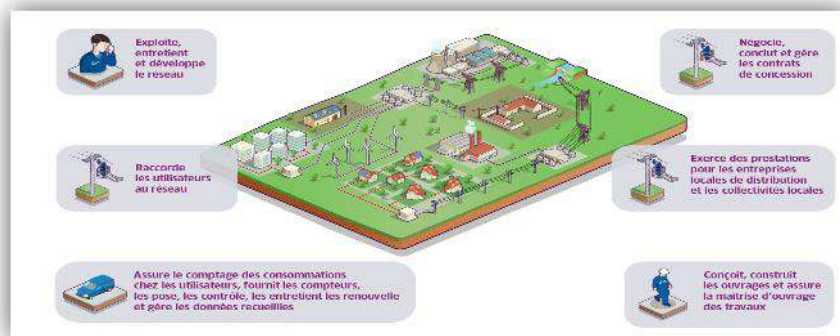 Exploite,
entretient
et développe
le réseau
Négocie,
conclut et gère
les contrats
de concession
Raccorde
les utilisateurs
au réseau
Exerce des prestations
pour les entreprises
locales de distribution
et les collectivités locales
Assure le comptage des consommations
chez les utilisateurs, fournit les compteurs,
les pose, les contrôle, les entretient les renouvelle
et gère les données recueillies
Conçoit, construit
les ouvrages et assure
la maîtrise d'ouvrage
des travaux